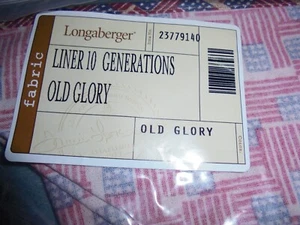 Longaberger®
23779140
fabric
LINER 10 GENERATIONS
OLD GLORY
OLD GLORY